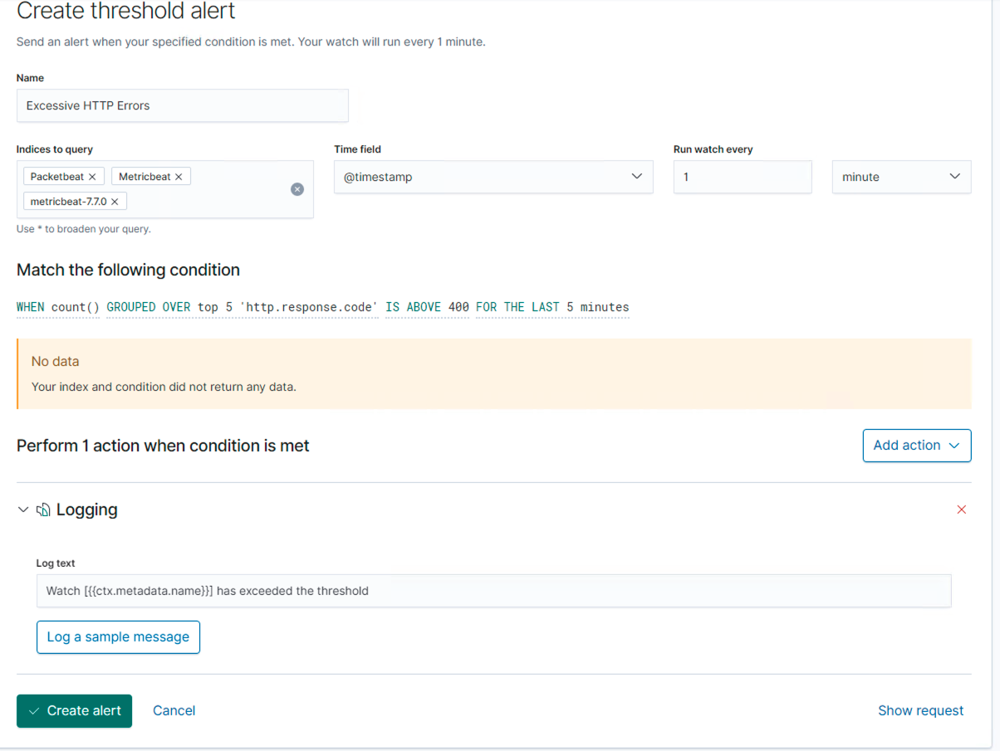 Create threshold alert
Send an alert when your specified condition is met. Your watch will run every 1 minute.
Name
Excessive HTTP Errors
Indices to query
Time field
Run watch every
Packetbeat × Metricbeat ×
metricbeat-7.7.0 ×
@timestamp
1
minute
Use * to broaden your query.
Match the following condition
WHEN count() GROUPED OVER top 5 'http.response.code' IS ABOVE 400 FOR THE LAST 5 minutes
No data
Your index and condition did not return any data.
Perform 1 action when condition is met
Add action
Logging
Log text
Watch [{{ctx.metadata.name}}] has exceeded the threshold
Log a sample message
Create alert
Cancel
Show request